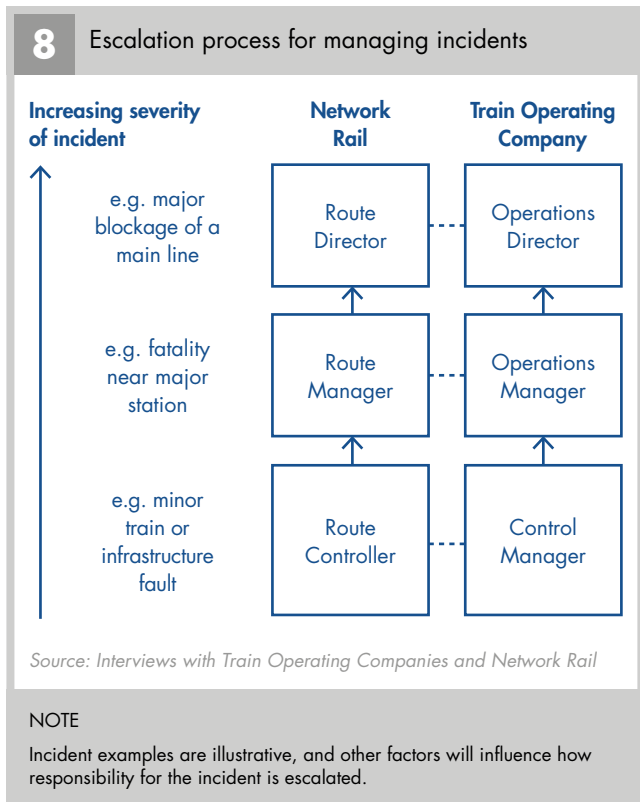 8
Escalation process for managing incidents
Increasing severity
of incident
Network
Rail
Train Operating
Company
e.g. major
blockage of a
main line
Route
Director
Operations
Director
e.g. fatality
near major
station
Route
Manager
Operations
Manager
e.g. minor
train or
infrastructure
fault
Route
Controller
Control
Manager
Source: Interviews with Train Operating Companies and Network Rail
NOTE
Incident examples are illustrative, and other factors will influence how
responsibility for the incident is escalated.